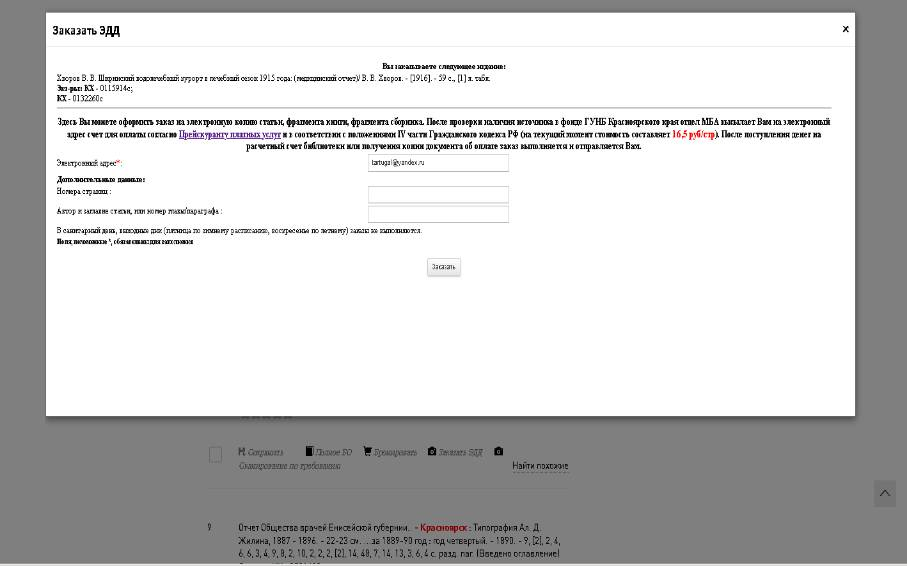 Заказать ЭДД x
Вы заказываете следующее издание:
Хворов В. В. Ширинский водолечебный курорт в лечебный сезон 1915 года: (медицинский отчет)/ В. В. Хворов. - [1916]. - 59 с., [1] л. табл.
Экз-ры: КХ - 0115914с;
КХ - 0132260с
Здесь Вы можете оформить заказ на электронную копию статьи, фрагмента книги, фрагмента сборника. После проверки наличия источника в фонде ГУНБ Красноярского края отдел МБА высылает Вам на электронный
адрес счет для оплаты согласно Прейскуранту платных услуг и в соответствии с положениями IV части Гражданского кодекса РФ (на текущий момент стоимость составляет 16,5 руб/стр). После поступления денег на
расчетный счет библиотеки или получения копии документа об оплате заказ выполняется и отправляется Вам.
Электронный адрес*: tartugal@yandex.ru
Дополнительные данные:
Номера страниц :
Автор и заглавие статьи, или номер главы/параграфа :
В санитарный день, выходные дни (пятница по зимнему расписанию, воскресенье по летнему) заказы не выполняются.
Поля, помеченные *, обязательны для заполнения
Заказать
Сохранить Полное БО Бронировать Заказать ЭДД
Сканирование по требованию Найти похожие
9 Отчет Общества врачей Енисейской губернии. - Красноярск : Типография Ал. Д.
Жилина, 1887 - 1896. - 22-23 см. ...за 1889-90 год : год четвертый. - 1890. - 9, [2], 2, 4,
6, 6, 3, 4, 9, 8, 2, 10, 2, 2, 2, [2], 14, 48, 7, 14, 13, 3, 6, 4 с. разд. паг. (Введено оглавление)